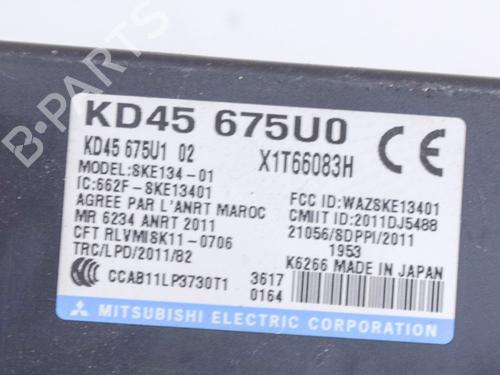 KD45 675U0
KD45 675U1 02
X1T66083H
MODEL:SKE134-01
IC:662F-SKE13401
AGREE PAR L'ANRT MAROC
MR 6234 ANRT 2011
CFT RLVMISK11-0706
TRC/LPD/2011/82
CE
FCC ID:WAZSKE13401
CMIIT ID:2011DJ5488
21056/SDPPI/2011
1953
K6266 MADE IN JAPAN
CCAB11LP3730T1
3617
0164
MITSUBISHI ELECTRIC CORPORATION